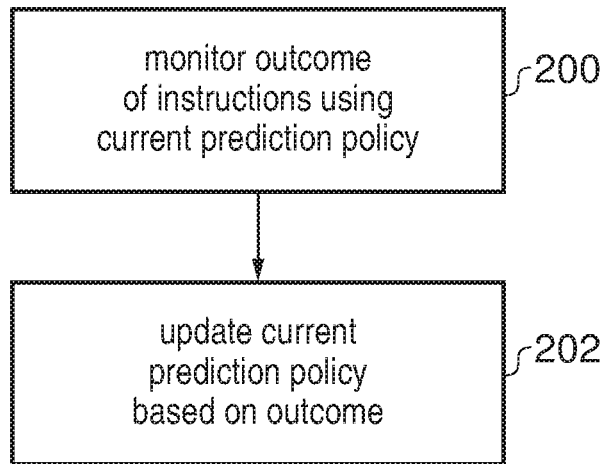 monitor outcome
of instructions using
current prediction policy
200
update current
prediction policy
based on outcome
202